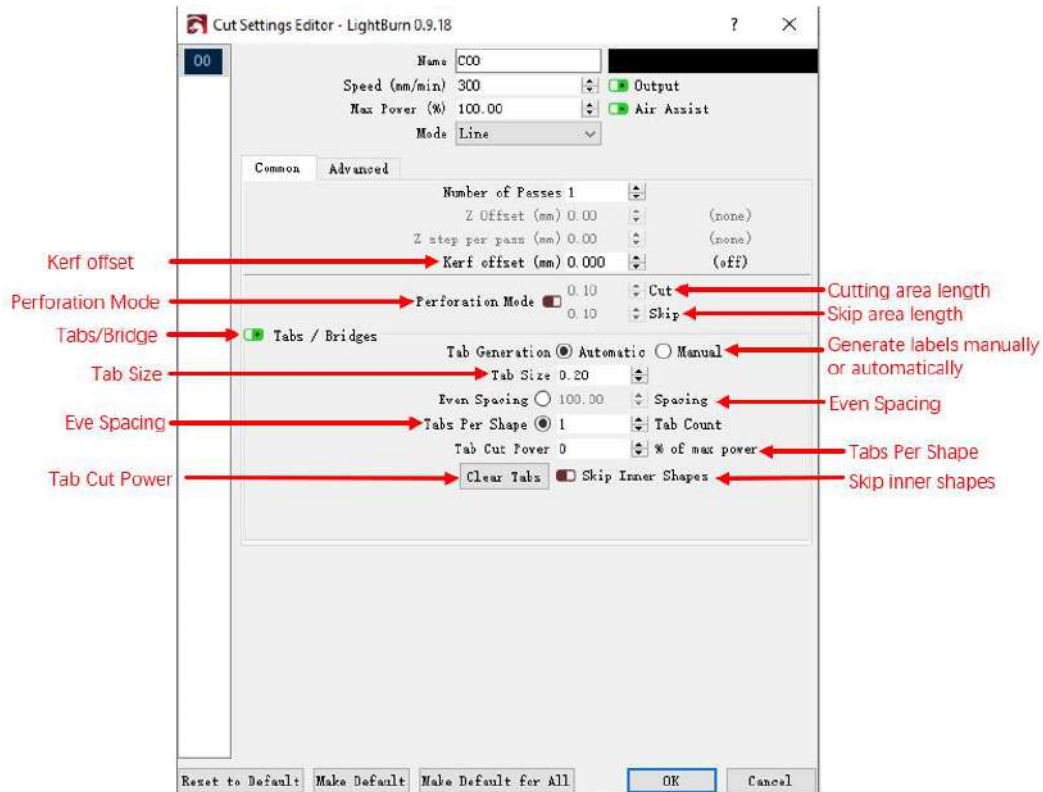 Cut Settings Editor - LightBurn 0.9.18 ? ×
00
Name C00
Speed (mm/min) 300 Output
Max Power (%) 100.00 Air Assist
Mode Line
Common Advanced
Number of Passes 1
Z Offset (mm) 0.00 (none)
Z step per pass (mm) 0.00 (none)
Kerf offset Kerf offset (mm) 0.000 (off)
Perforation Mode Perforation Mode 0.10 Cut Cutting area length
0.10 Skip Skip area length
Tabs/Bridge Tabs / Bridges
Tab Generation Automatic Manual Generate labels manually
or automatically
Tab Size Tab Size 0.20
Even Spacing 100.00 Spacing Even Spacing
Eve Spacing Tabs Per Shape 1 Tab Count
Tab Cut Power 0 % of max power Tabs Per Shape
Tab Cut Power Clear Tabs Skip Inner Shapes Skip inner shapes
Reset to Default Make Default Make Default for All OK Cancel